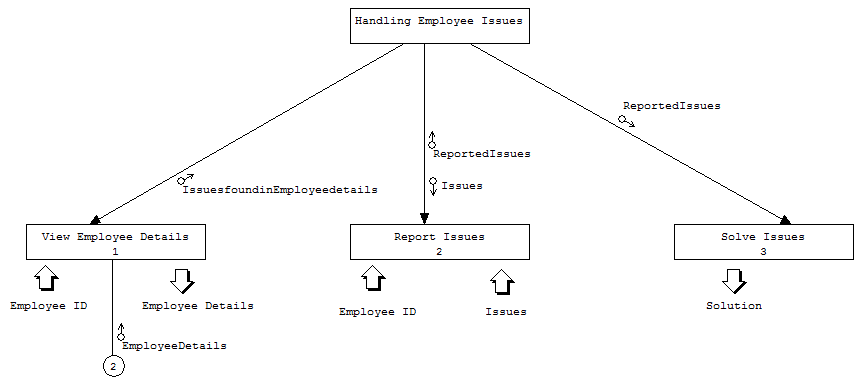 Handling Employee Issues
ReportedIssues
ReportedIssues
IssuesfoundinEmployeedetails
Issues
View Employee Details
1
Report Issues
2
Solve Issues
3
Employee ID
Employee Details
Employee ID
Issues
Solution
EmployeeDetails
2